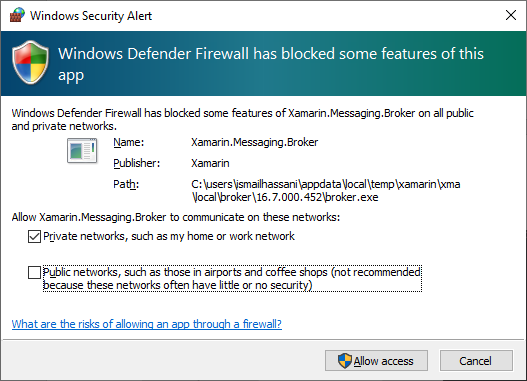 Windows Security Alert
Windows Defender Firewall has blocked some features of this
app
Windows Defender Firewall has blocked some features of Xamarin.Messaging.Broker on all public
and private networks.
Name: Xamarin.Messaging.Broker
Publisher: Xamarin
Path: C:\users\ismailhassani\appdata\local\temp\xamarin\xma
\local\broker\16.7.000.452\broker.exe
Allow Xamarin.Messaging.Broker to communicate on these networks:
Private networks, such as my home or work network
Public networks, such as those in airports and coffee shops (not recommended
because these networks often have little or no security)
What are the risks of allowing an app through a firewall?
Allow access Cancel